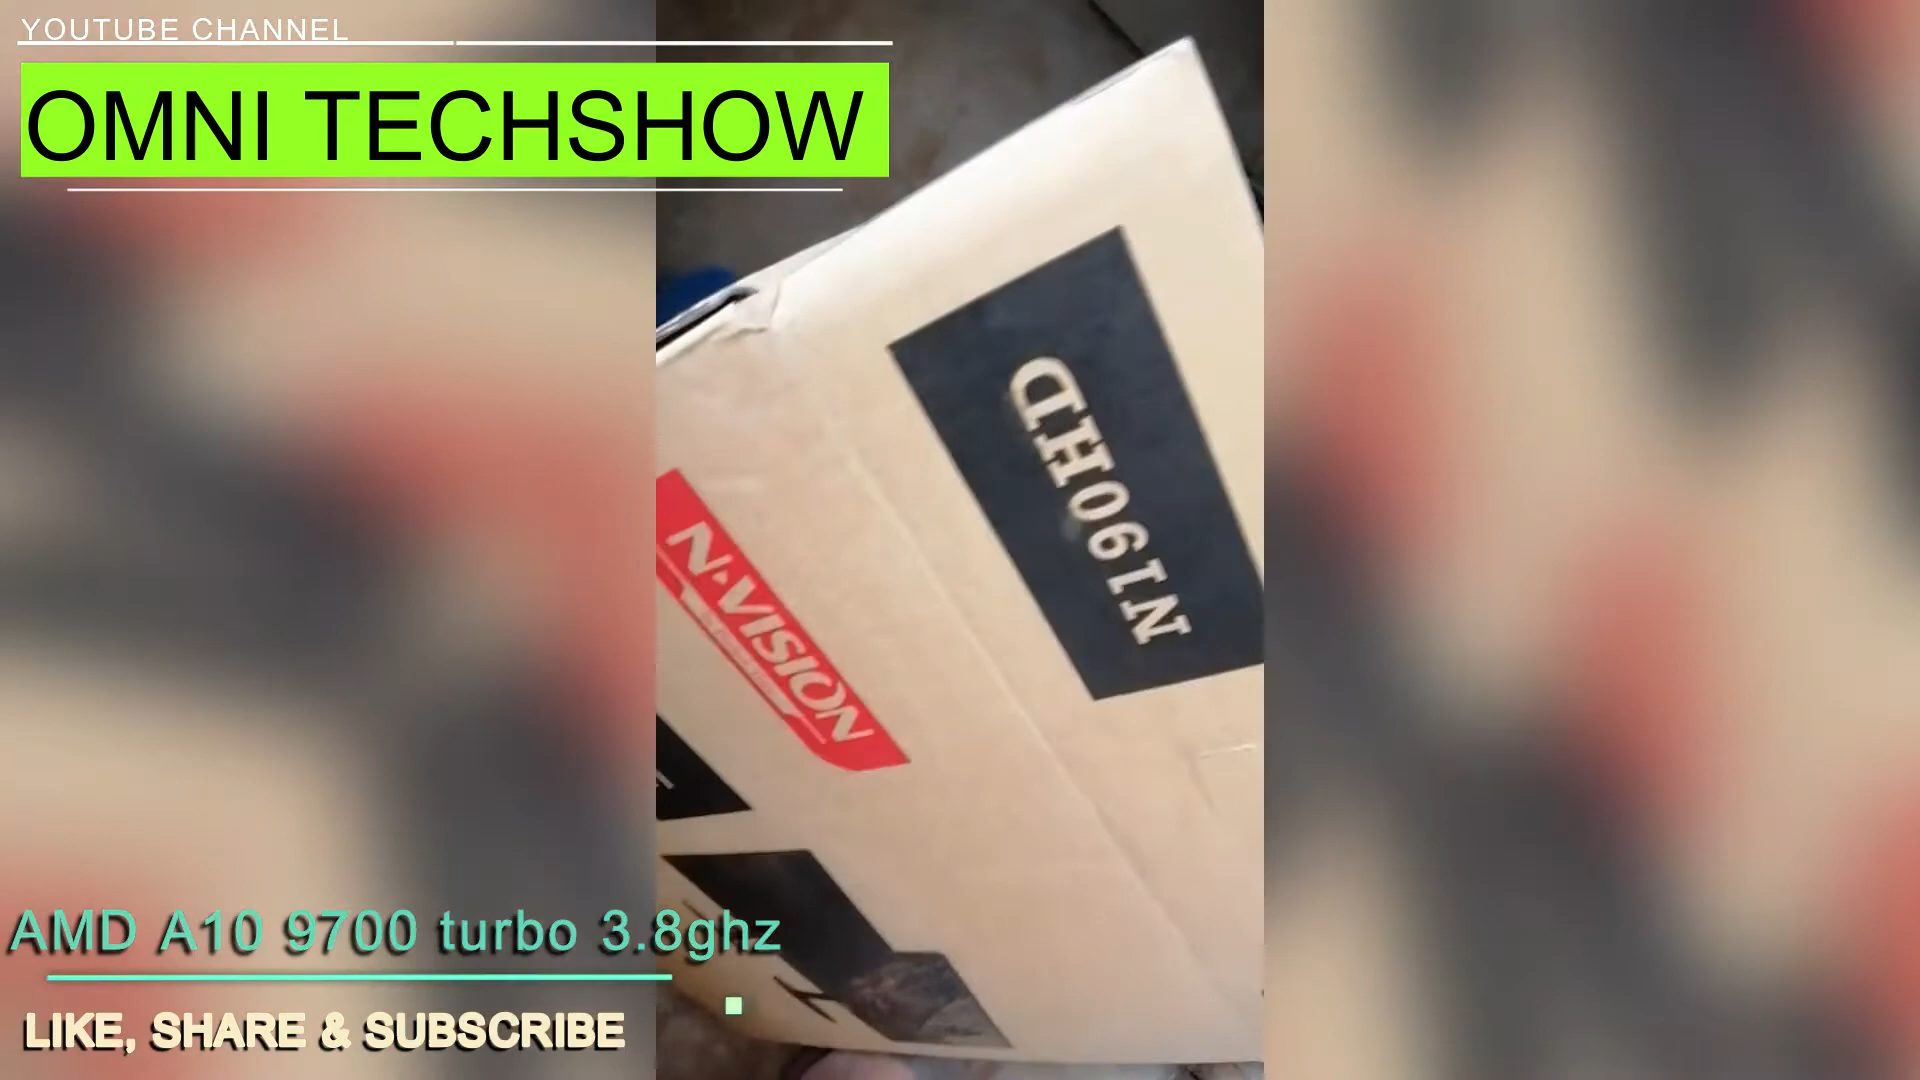 YOUTUBE CHANNEL
OMNI TECHSHOW
N190HD
N-VISION
AMD A10 9700 turbo 3.8ghz
LIKE, SHARE & SUBSCRIBE